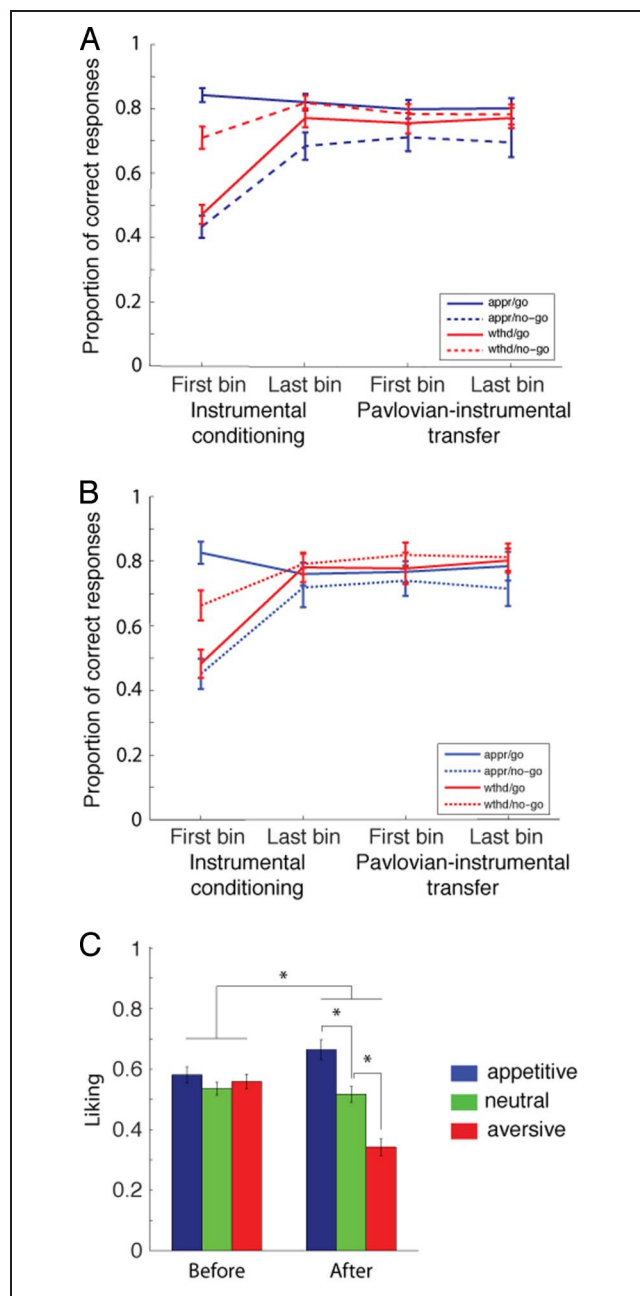 A
Proportion of correct responses
1
0.8
0.6
0.4
0.2
0
appr/go
appr/no-go
wthd/go
wthd/no-go
First bin Last bin First bin Last bin
Instrumental conditioning Pavlovian-instrumental transfer
B
Proportion of correct responses
1
0.8
0.6
0.4
0.2
0
appr/go
appr/no-go
wthd/go
wthd/no-go
First bin Last bin First bin Last bin
Instrumental conditioning Pavlovian-instrumental transfer
C
Liking
1
0.8
0.6
0.4
0.2
0
*
*
*
appetitive
neutral
aversive
Before After